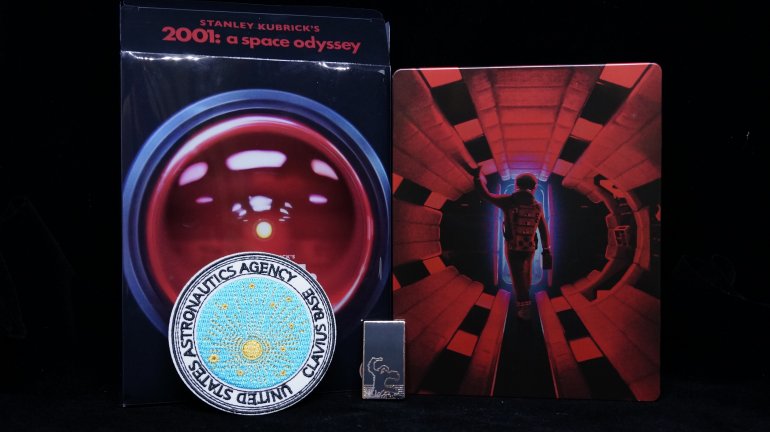 STANLEY KUBRICK'S
2001: a space odyssey
UNITED STATES ASTRONAUTICS AGENCY
CLAVIUS BASE